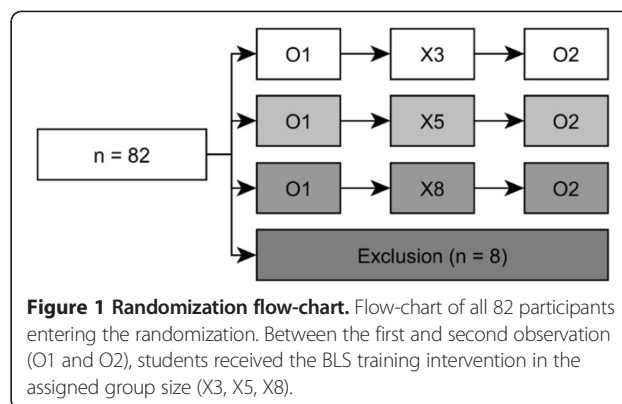 O1 X3 O2
O1 X5 O2
n = 82
O1 X8 O2
Exclusion (n = 8)
Figure 1 Randomization flow-chart. Flow-chart of all 82 participants
entering the randomization. Between the first and second observation
(O1 and O2), students received the BLS training intervention in the
assigned group size (X3, X5, X8).